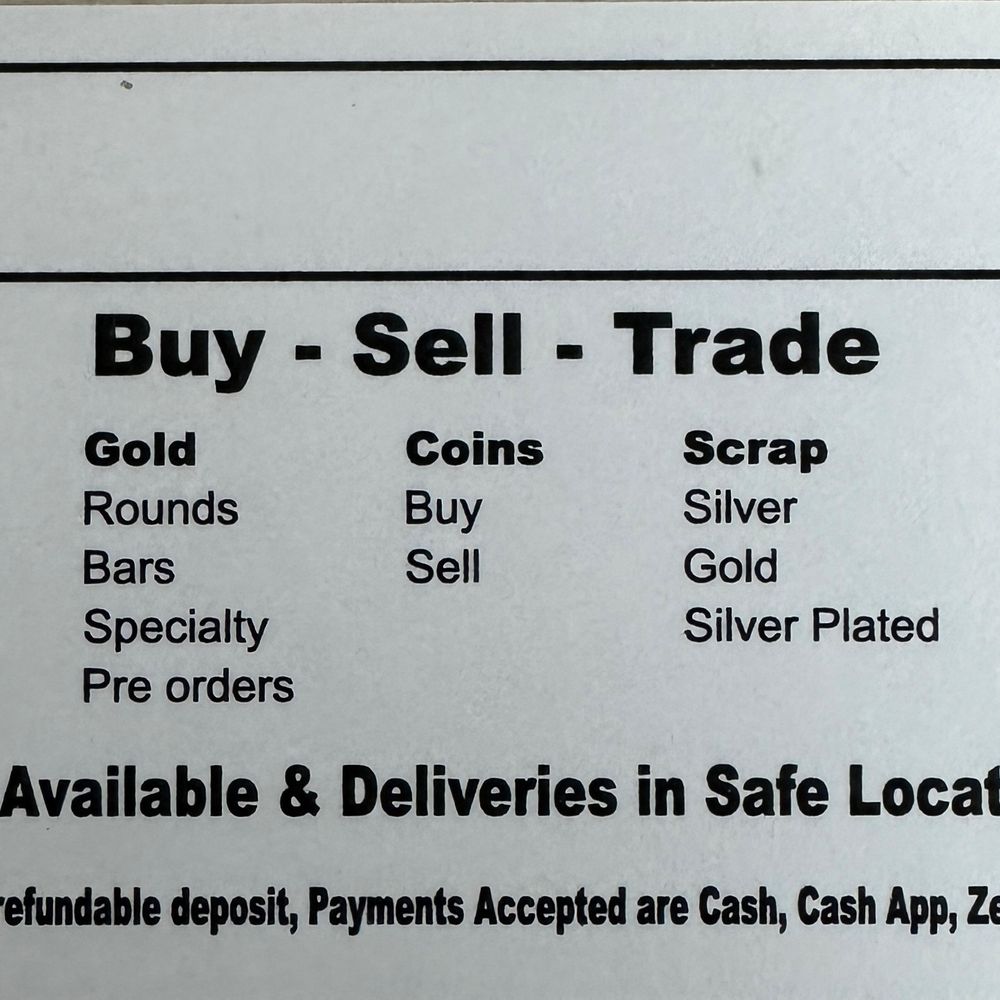 Buy - Sell - Trade
Gold Coins Scrap
Rounds Buy Silver
Bars Sell Gold
Specialty Silver Plated
Pre orders
Available & Deliveries in Safe
deposit, Payments Accepted are Cash, Cash App,